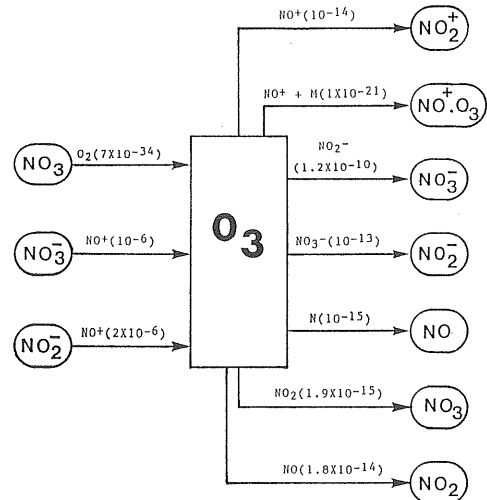 NO+(10-14)
NO2+
NO+ + M(1X10-21)
NO+.O3
NO3
O2(7X10-34)
NO2-
(1.2X10-10)
NO3-
O3
NO3-
NO+(10-6)
NO3-(10-13)
NO2-
NO2-
NO+(2X10-6)
N(10-15)
NO
NO2(1.9X10-15)
NO3
NO(1.8X10-14)
NO2